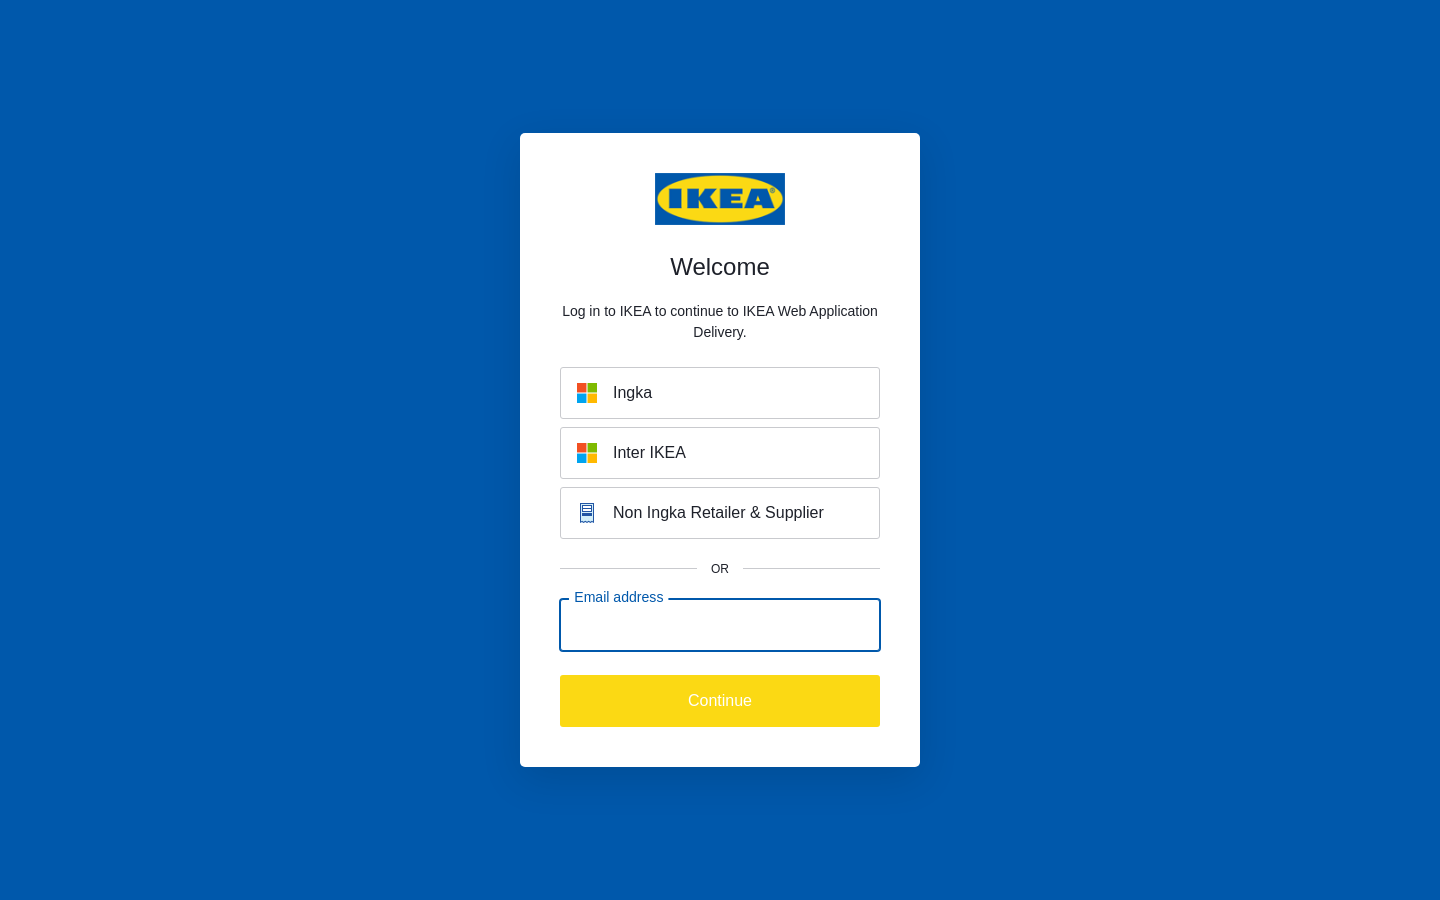 IKEA®
Welcome
Log in to IKEA to continue to IKEA Web Application
Delivery.
Ingka
Inter IKEA
Non Ingka Retailer & Supplier
OR
Email address
Continue